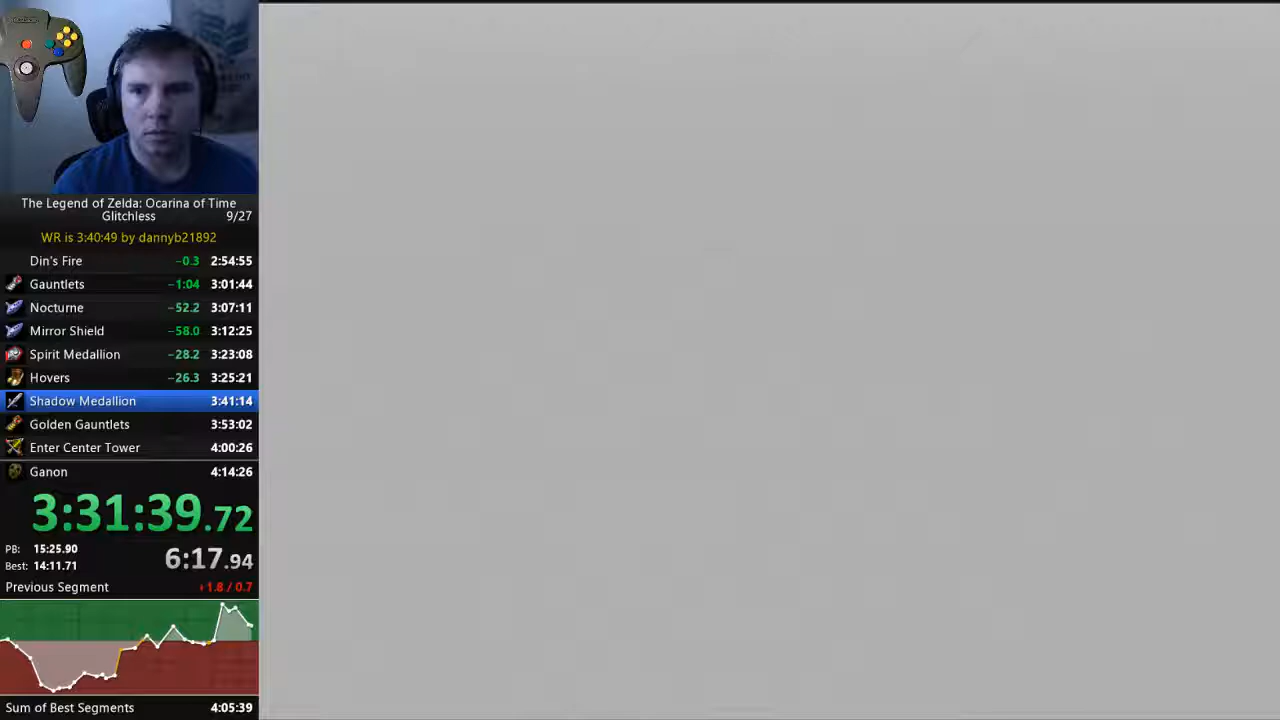 The Legend of Zelda: Ocarina of Time
Glitchless 9/27
WR is 3:40:49 by dannyb21892
Din's Fire -0.3 2:54:55
Gauntlets -1:04 3:01:44
Nocturne -52.2 3:07:11
Mirror Shield -58.0 3:12:25
Spirit Medallion -28.2 3:23:08
Hovers -26.3 3:25:21
Shadow Medallion 3:41:14
Golden Gauntlets 3:53:02
Enter Center Tower 4:00:26
Ganon 4:14:26
3:31:39.72
PB: 15:25.90
Best: 14:11.71
6:17.94
Previous Segment +1.8 / 0.7
Sum of Best Segments 4:05:39